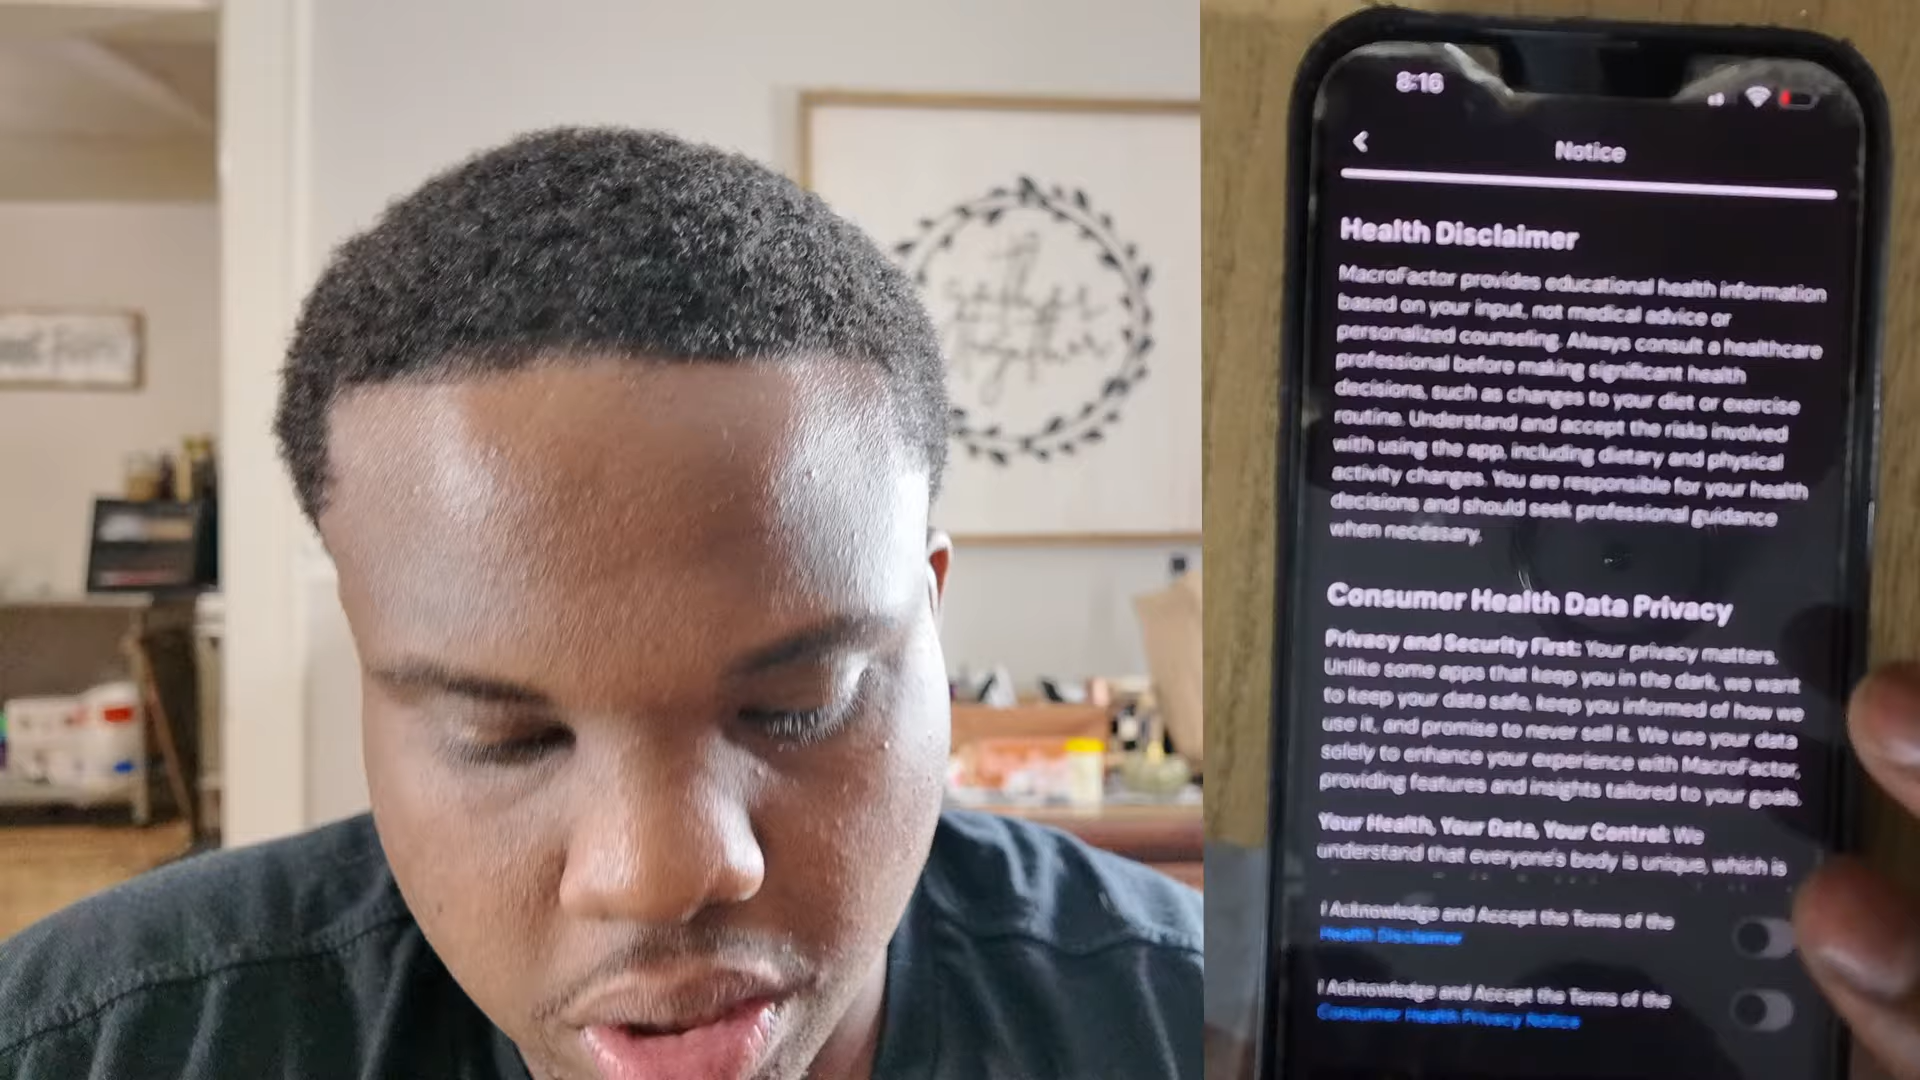 8:16
Notice
Health Disclaimer
MacroFactor provides educational health information
based on your input, not medical advice or
personalized counseling. Always consult a healthcare
professional before making significant health
decisions, such as changes to your diet or exercise
routine. Understand and accept the risks involved
with using the app, including dietary and physical
activity changes. You are responsible for your health
decisions and should seek professional guidance
when necessary.
Consumer Health Data Privacy
Privacy and Security First: Your privacy matters.
Unlike some apps that keep you in the dark, we want
to keep your data safe, keep you informed of how we
use it, and promise to never sell it. We use your data
solely to enhance your experience with MacroFactor,
providing features and insights tailored to your goals.
Your Health, Your Data, Your Control: We
understand that everyone's body is unique, which is
I Acknowledge and Accept the Terms of the
Health Disclaimer
I Acknowledge and Accept the Terms of the
Consumer Health Privacy Notice